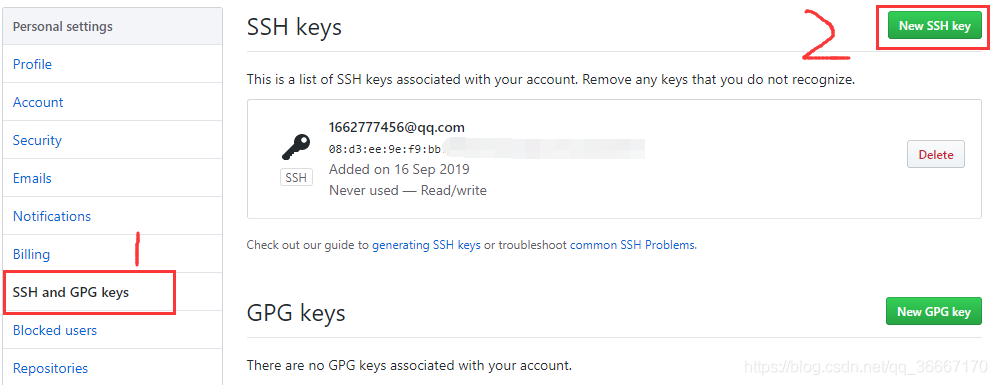 Personal settings
Profile
Account
Security
Emails
Notifications
Billing
1
SSH and GPG keys
Blocked users
Repositories
SSH keys
2
New SSH key
This is a list of SSH keys associated with your account. Remove any keys that you do not recognize.
1662777456@qq.com
08:d3:ee:9e:f9:bb
Added on 16 Sep 2019
SSH
Never used — Read/write
Delete
Check out our guide to generating SSH keys or troubleshoot common SSH Problems.
GPG keys
New GPG key
There are no GPG keys associated with your account.
https://blog.csdn.net/qq_36667170